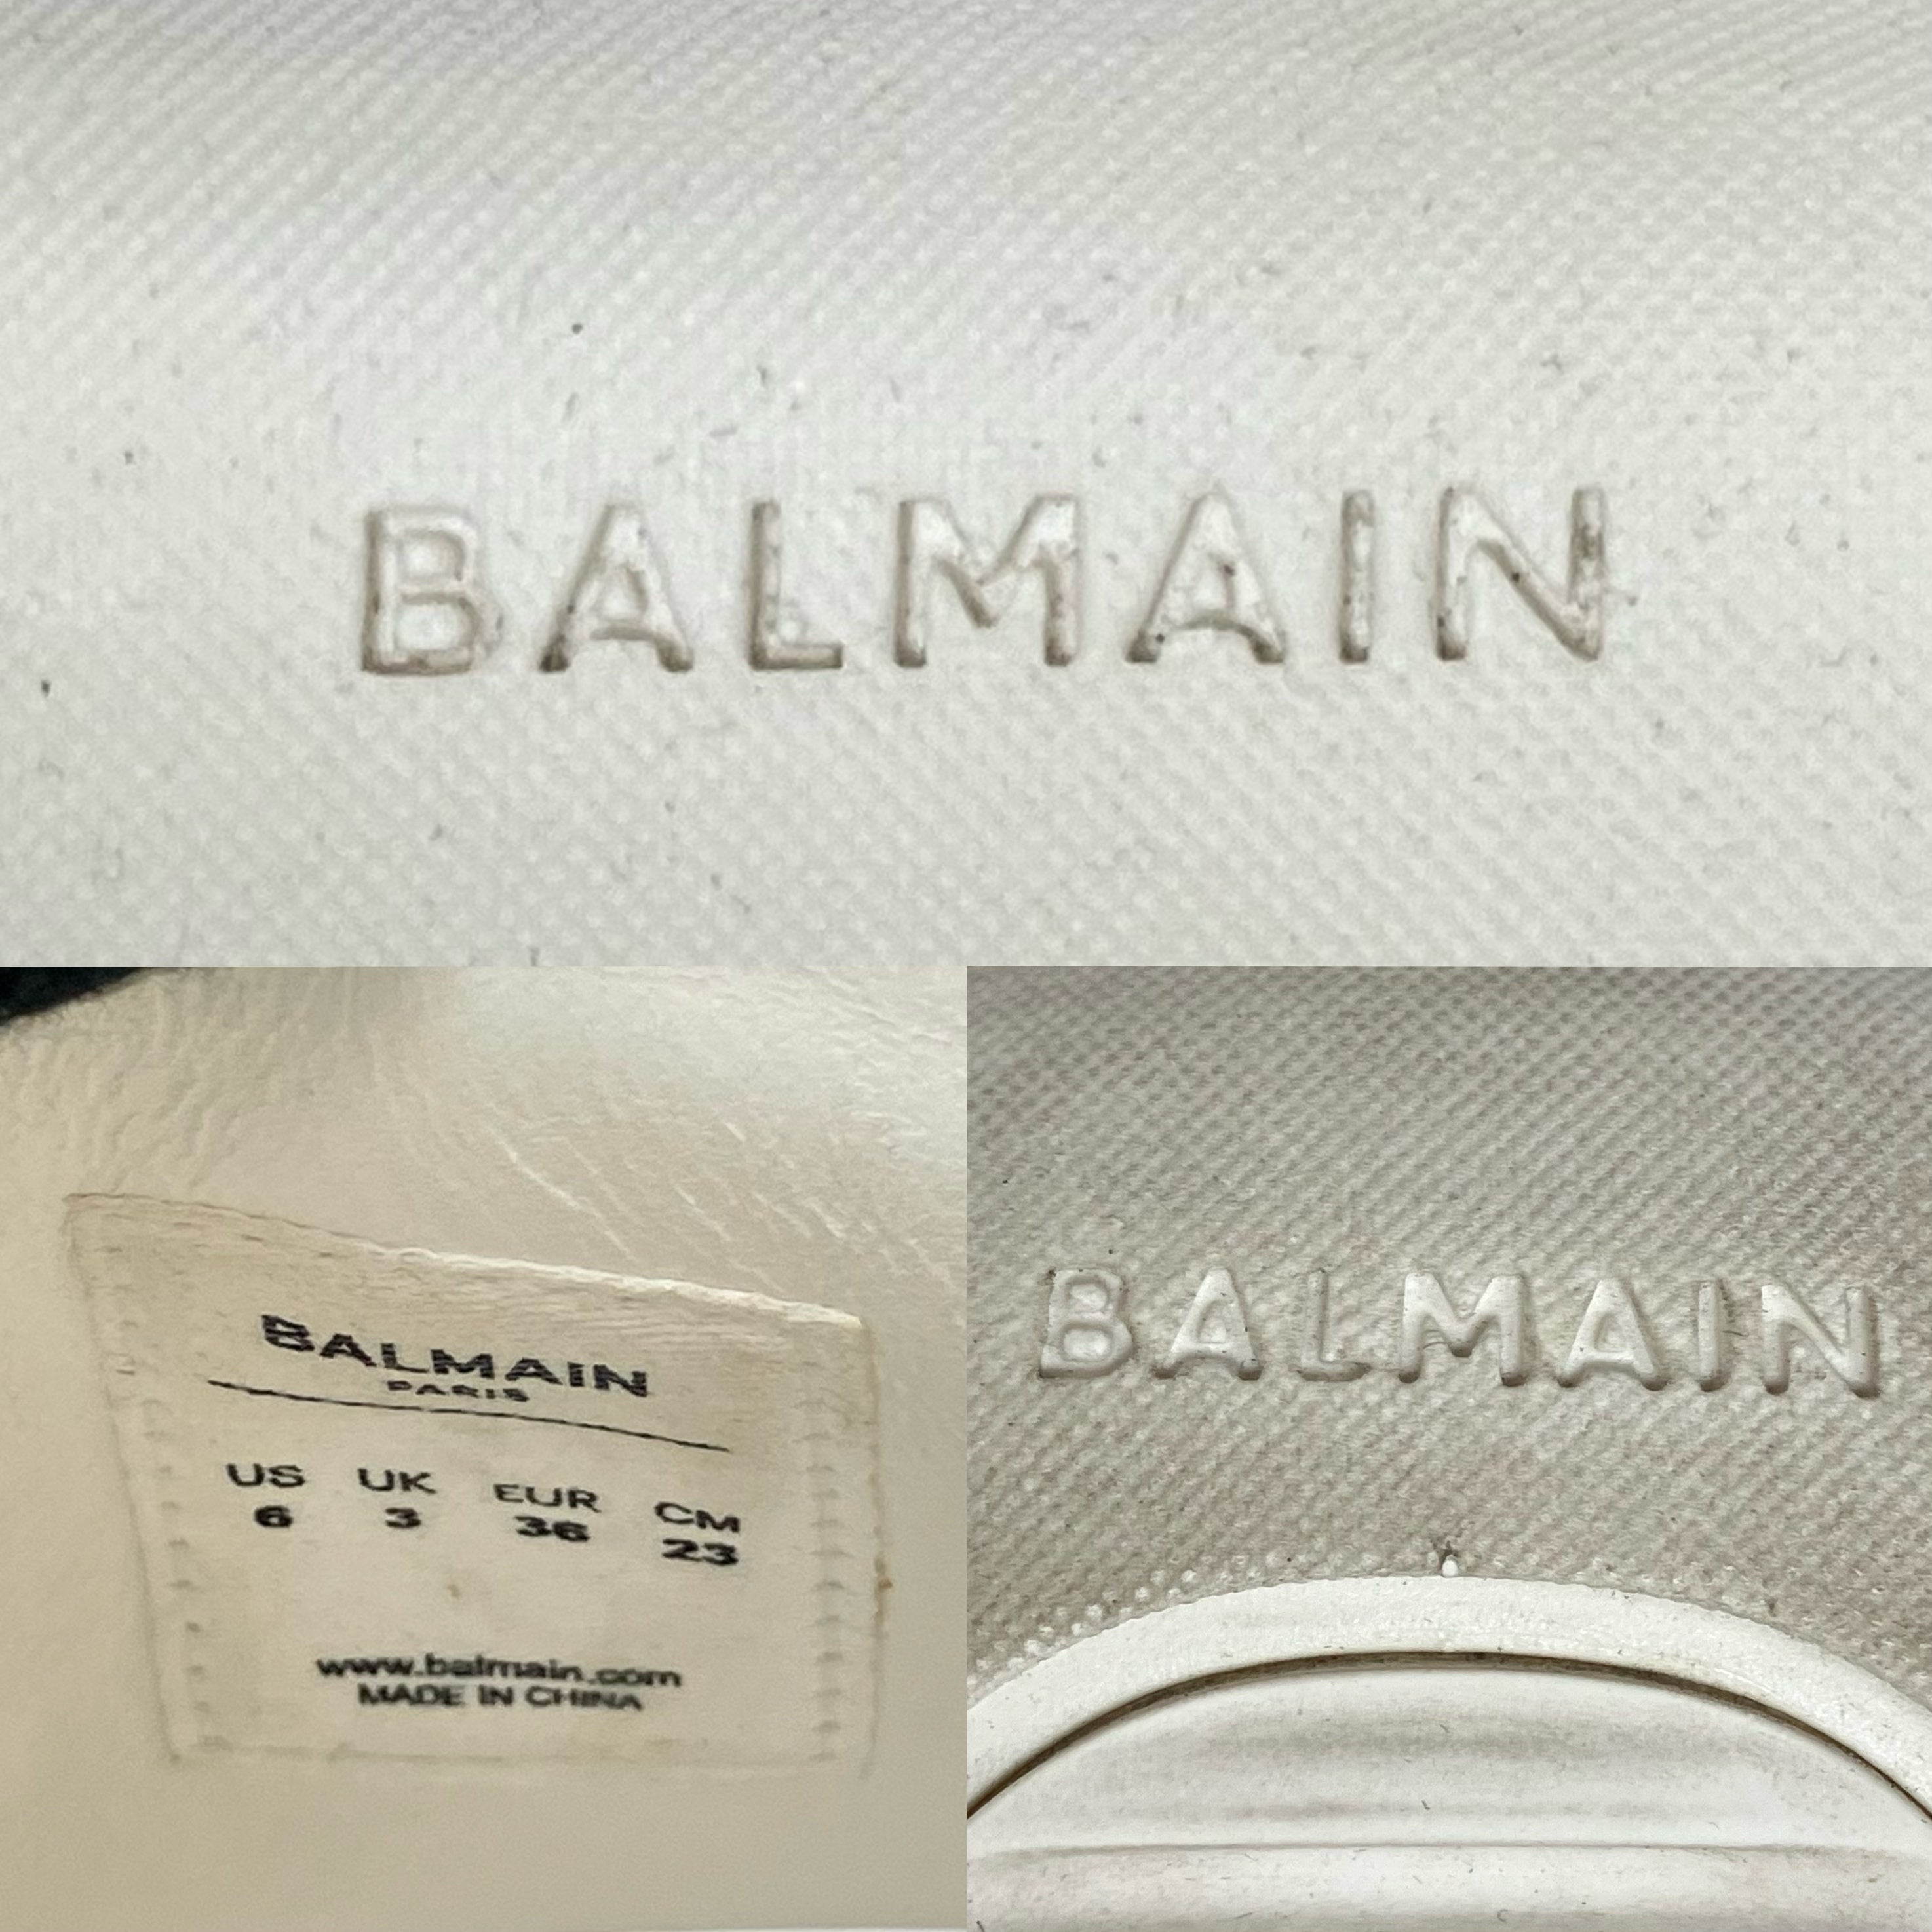 BALMAIN
BALMAIN
PARIS
US UK EUR CM
6 3 36 23
www.balmain.com
MADE IN CHINA
BALMAIN